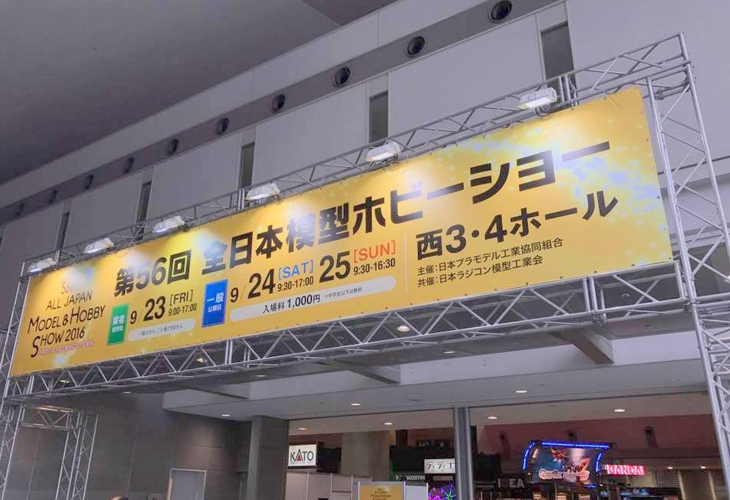 ALL JAPAN
MODEL & HOBBY
SHOW 2016
第56回 全日本模型ホビーショー
9/23[FRI]
9:00-17:00
一般
公開日
9/24[SAT]
9:30-17:00
25[SUN]
9:30-16:30
入場料 1,000円
西3・4ホール
主催：日本プラモデル工業協同組合
共催：日本ラジコン模型工業会
KATO
BANDAI